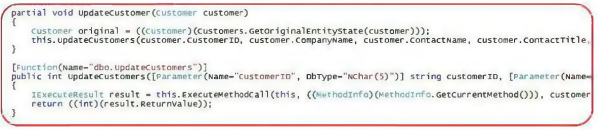 partial void UpdateCustomer(Customer customer)
{
Customer original = ((Customer)(Customers.GetOriginalEntityState(customer)));
this.UpdateCustomers(customer.CustomerID, customer.CompanyName, customer.ContactName, customer.ContactTitle,
}
[Function(Name="dbo.UpdateCustomers")]
public int UpdateCustomers([Parameter(Name="CustomerID", DbType="NChar(5)")] string customerID, [Parameter(Name=
{
IExecuteResult result = this.ExecuteMethodCall(this, ((MethodInfo)(MethodInfo.GetCurrentMethod())), customer
return ((int)(result.ReturnValue));
}